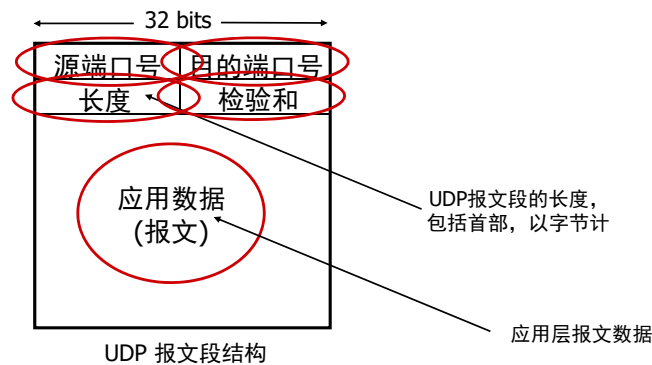 32 bits
源端口号 目的端口号
长度 检验和
应用数据
(报文)
UDP报文段的长度，
包括首部，以字节计
应用层报文数据
UDP 报文段结构